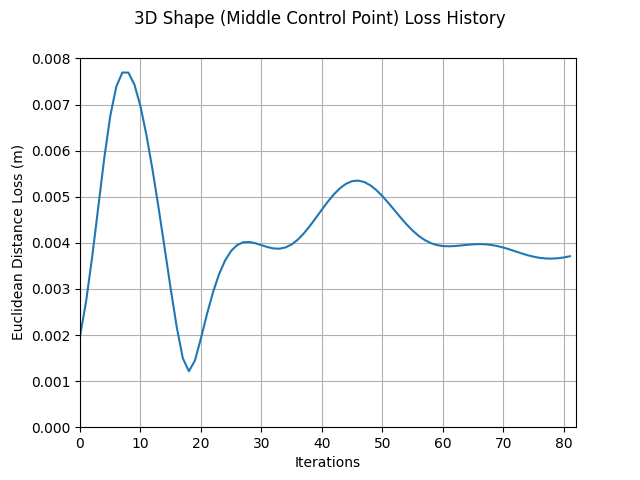 3D Shape (Middle Control Point) Loss History
Euclidean Distance Loss (m)
0.008
0.007
0.006
0.005
0.004
0.003
0.002
0.001
0.000
0 10 20 30 40 50 60 70 80
Iterations